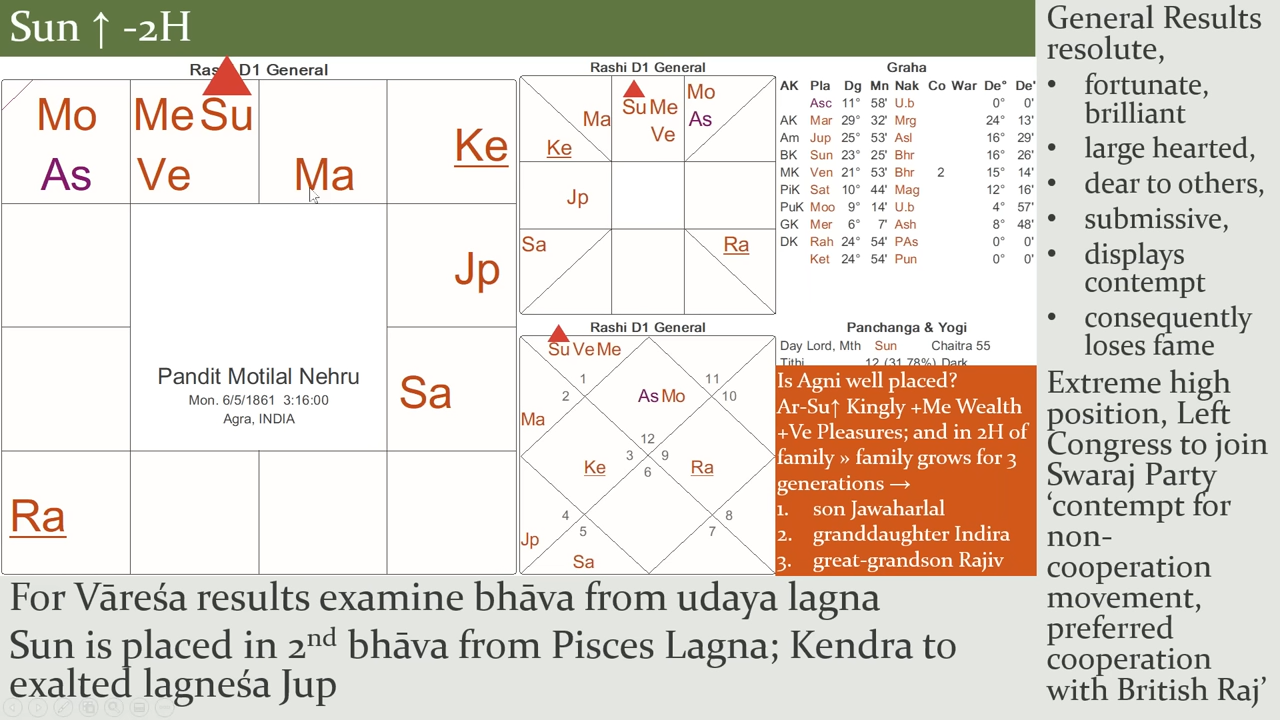 Sun ↑ -2H
Rashi D1 General
Mo
As
Me
Su
Ve
Ma
Ke
Jp
Sa
Ra
Pandit Motilal Nehru
Mon. 6/5/1861 3:16:00
Agra, INDIA
Rashi D1 General
Su Me
Ve
Mo
As
Ma
Ke
Jp
Sa
Ra
Rashi D1 General
Su Ve Me
1
2
11
10
As Mo
Ma
12
3 9
6
Ke
Ra
4
5
8
7
Jp
Sa
Graha
AK Pla Dg Mn Nak Co War De° De'
Asc 11° 58' U.b 0° 0'
AK Mar 29° 32' Mrg 24° 13'
Am Jup 25° 53' Asl 16° 29'
BK Sun 23° 25' Bhr 16° 26'
MK Ven 21° 53' Bhr 2 15° 14'
PiK Sat 10° 44' Mag 12° 16'
PuK Moo 9° 14' U.b 4° 57'
GK Mer 6° 7' Ash 8° 48'
DK Rah 24° 54' PAs 0° 0'
Ket 24° 54' Pun 0° 0'
Panchanga & Yogi
Day Lord, Mth Sun Chaitra 55
Tithi 12 (31.78%) Dark
Is Agni well placed?
Ar-Su↑ Kingly +Me Wealth
+Ve Pleasures; and in 2H of
family » family grows for 3
generations →
1. son Jawaharlal
2. granddaughter Indira
3. great-grandson Rajiv
General Results
resolute,
• fortunate,
brilliant
• large hearted,
• dear to others,
• submissive,
• displays
contempt
• consequently
loses fame
Extreme high
position, Left
Congress to join
Swaraj Party
‘contempt for
non-
cooperation
movement,
preferred
cooperation
with British Raj’
For Vāreśa results examine bhāva from udaya lagna
Sun is placed in 2nd bhāva from Pisces Lagna; Kendra to
exalted lagneśa Jup